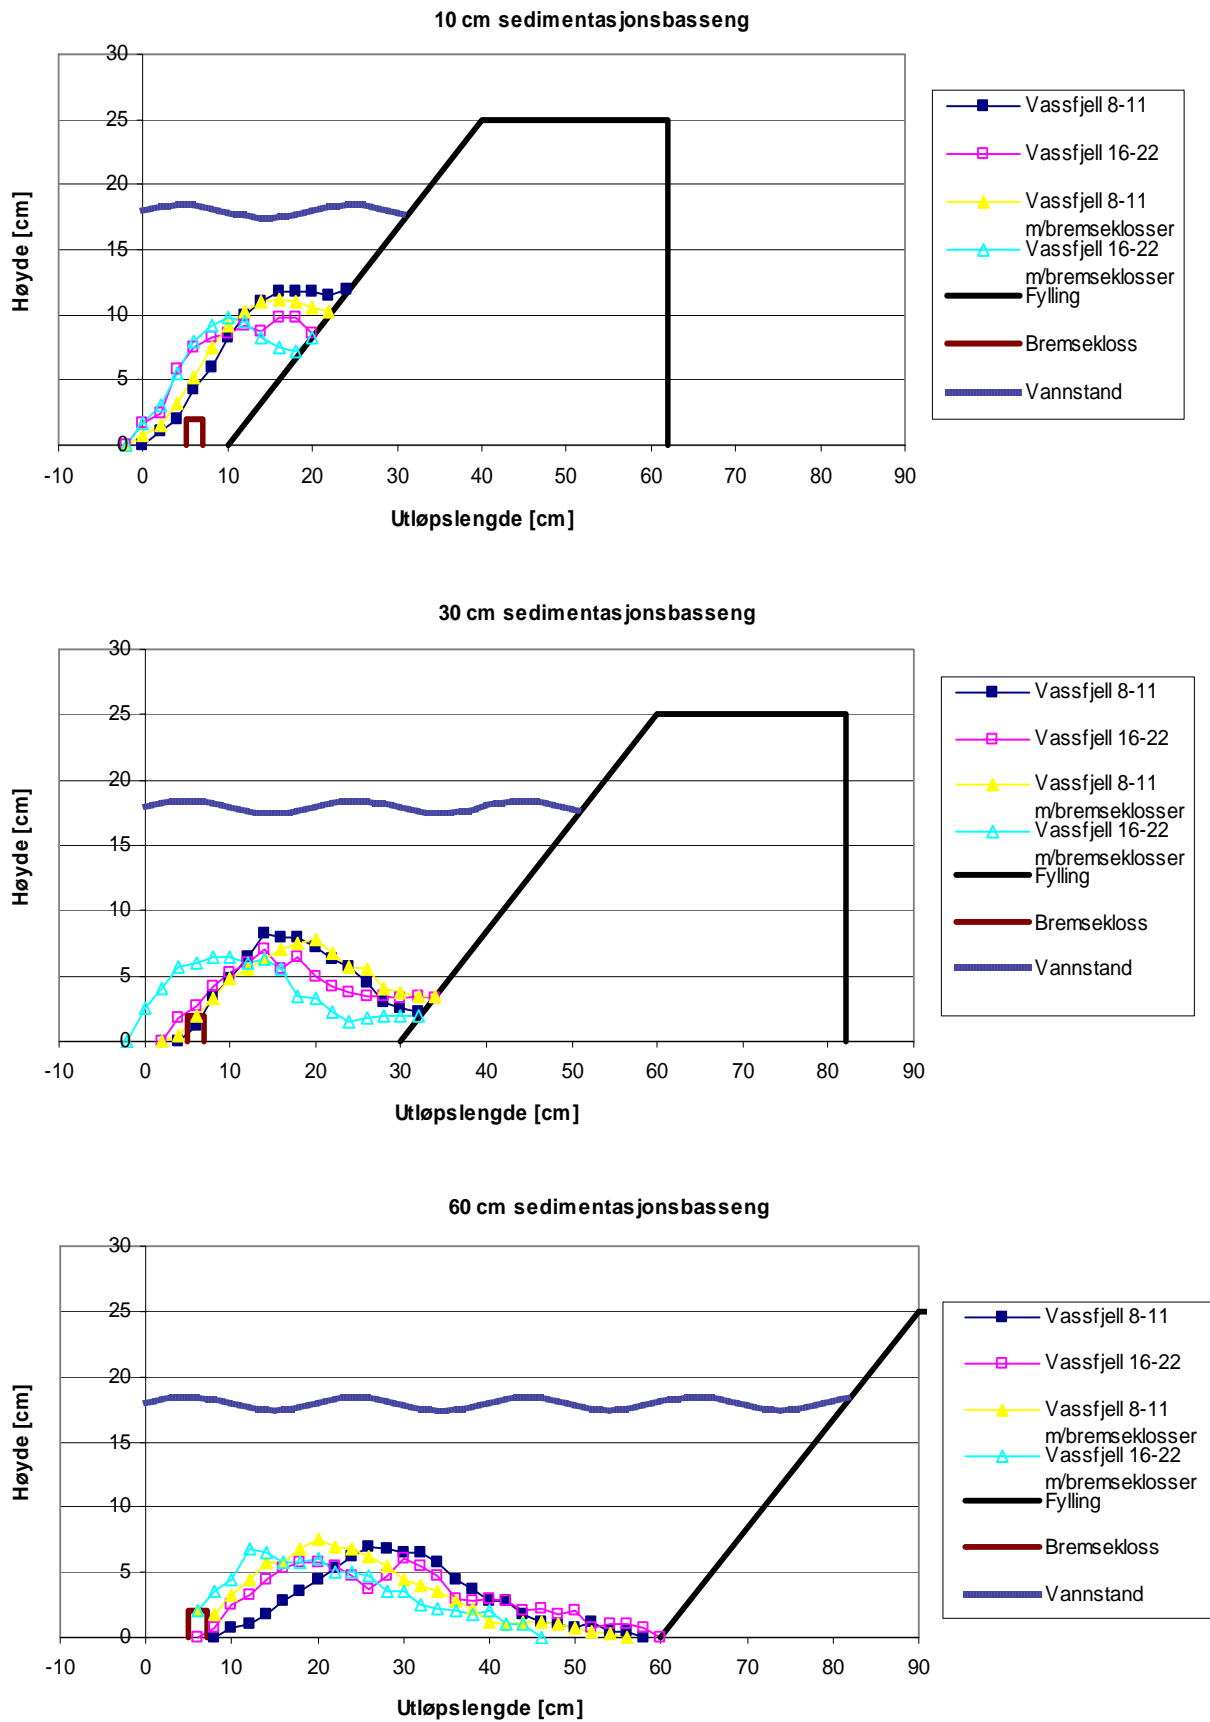 10 cm sedimentasjonsbasseng
30
25
20
15
10
5
0
-10 0 10 20 30 40 50 60 70 80 90
Høyde [cm]
Utløpslengde [cm]
Vassfjell 8-11
Vassfjell 16-22
Vassfjell 8-11
m/bremseklosser
Vassfjell 16-22
m/bremseklosser
Fylling
Bremsekloss
Vannstand
30 cm sedimentasjonsbasseng
30
25
20
15
10
5
0
-10 0 10 20 30 40 50 60 70 80 90
Høyde [cm]
Utløpslengde [cm]
Vassfjell 8-11
Vassfjell 16-22
Vassfjell 8-11
m/bremseklosser
Vassfjell 16-22
m/bremseklosser
Fylling
Bremsekloss
Vannstand
60 cm sedimentasjonsbasseng
30
25
20
15
10
5
0
-10 0 10 20 30 40 50 60 70 80 90
Høyde [cm]
Utløpslengde [cm]
Vassfjell 8-11
Vassfjell 16-22
Vassfjell 8-11
m/bremseklosser
Vassfjell 16-22
m/bremseklosser
Fylling
Bremsekloss
Vannstand